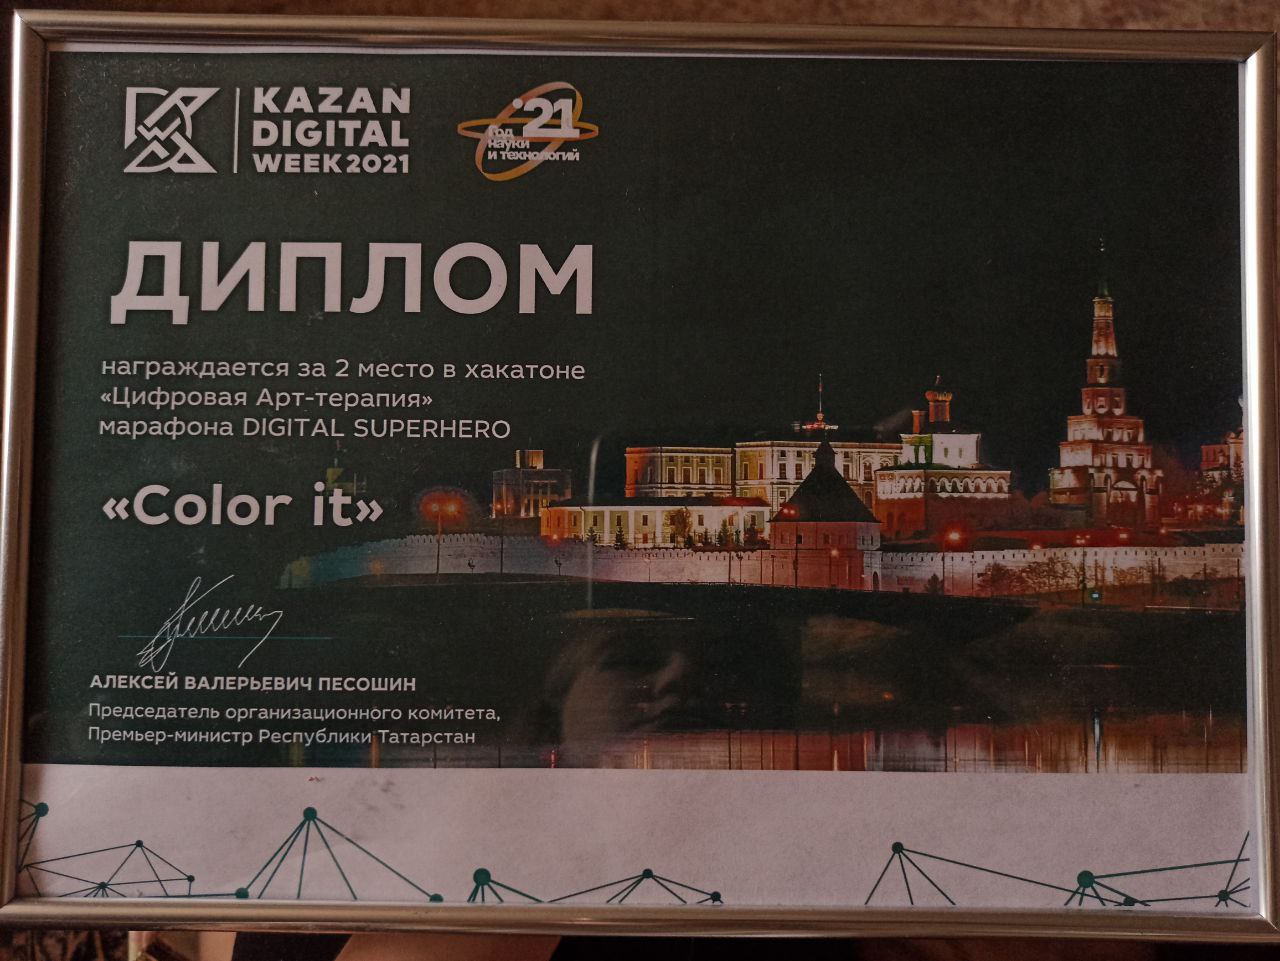 KAZAN
DIGITAL
WEEK2021
'21
Год
науки
и технологий
ДИПЛОМ
награждается за 2 место в хакатоне
«Цифровая Арт-терапия»
марафона DIGITAL SUPERHERO
«Color it»
АЛЕКСЕЙ ВАЛЕРЬЕВИЧ ПЕСОШИН
Председатель организационного комитета,
Премьер-министр Республики Татарстан